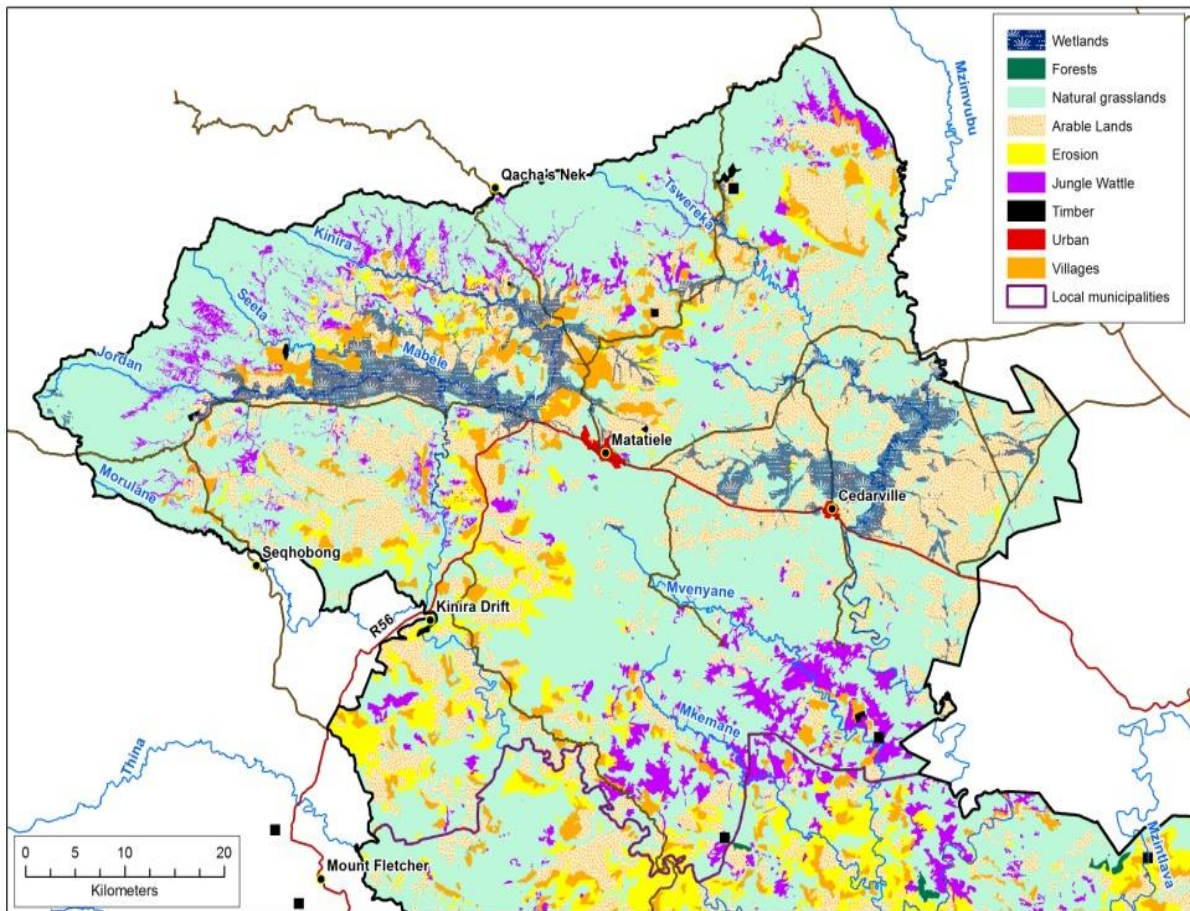 Wetlands
Forests
Natural grasslands
Arable Lands
Erosion
Jungle Wattle
Timber
Urban
Villages
Local municipalities
Mzimvubu
Qacha's Nek
Tswereka
Kinira
Seeta
Mabele
Jordan
Matatiele
Morulane
Cedarville
Seqhobong
Mvenyane
Kinira Drift
R56
Mkemane
Thina
Mzintlava
0 5 10 20
Kilometers
Mount Fletcher